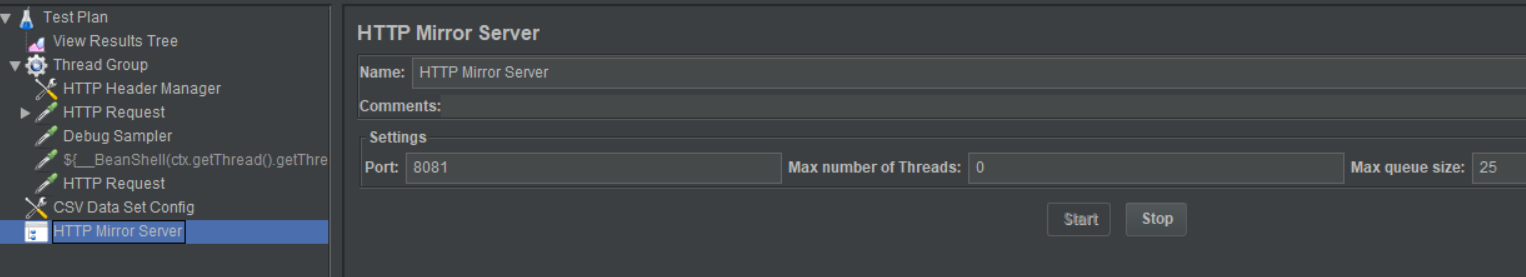 Test Plan
View Results Tree
Thread Group
HTTP Header Manager
HTTP Request
Debug Sampler
${__BeanShell(ctx.getThread().getThre
HTTP Request
CSV Data Set Config
HTTP Mirror Server
HTTP Mirror Server
Name: HTTP Mirror Server
Comments:
Settings
Port: 8081 Max number of Threads: 0 Max queue size: 25
Start Stop